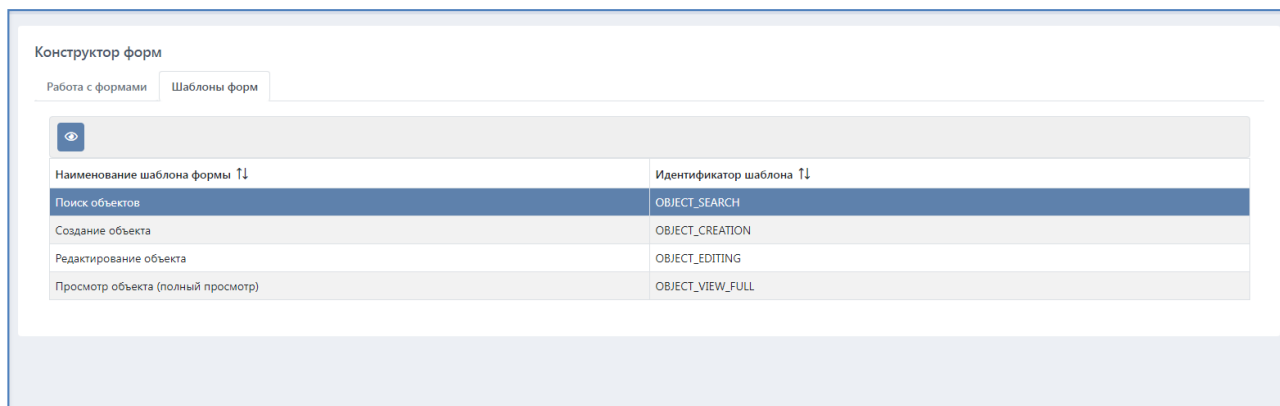 Конструктор форм
Работа с формами Шаблоны форм
Наименование шаблона формы Идентификатор шаблона
Поиск объектов OBJECT_SEARCH
Создание объекта OBJECT_CREATION
Редактирование объекта OBJECT_EDITING
Просмотр объекта (полный просмотр) OBJECT_VIEW_FULL